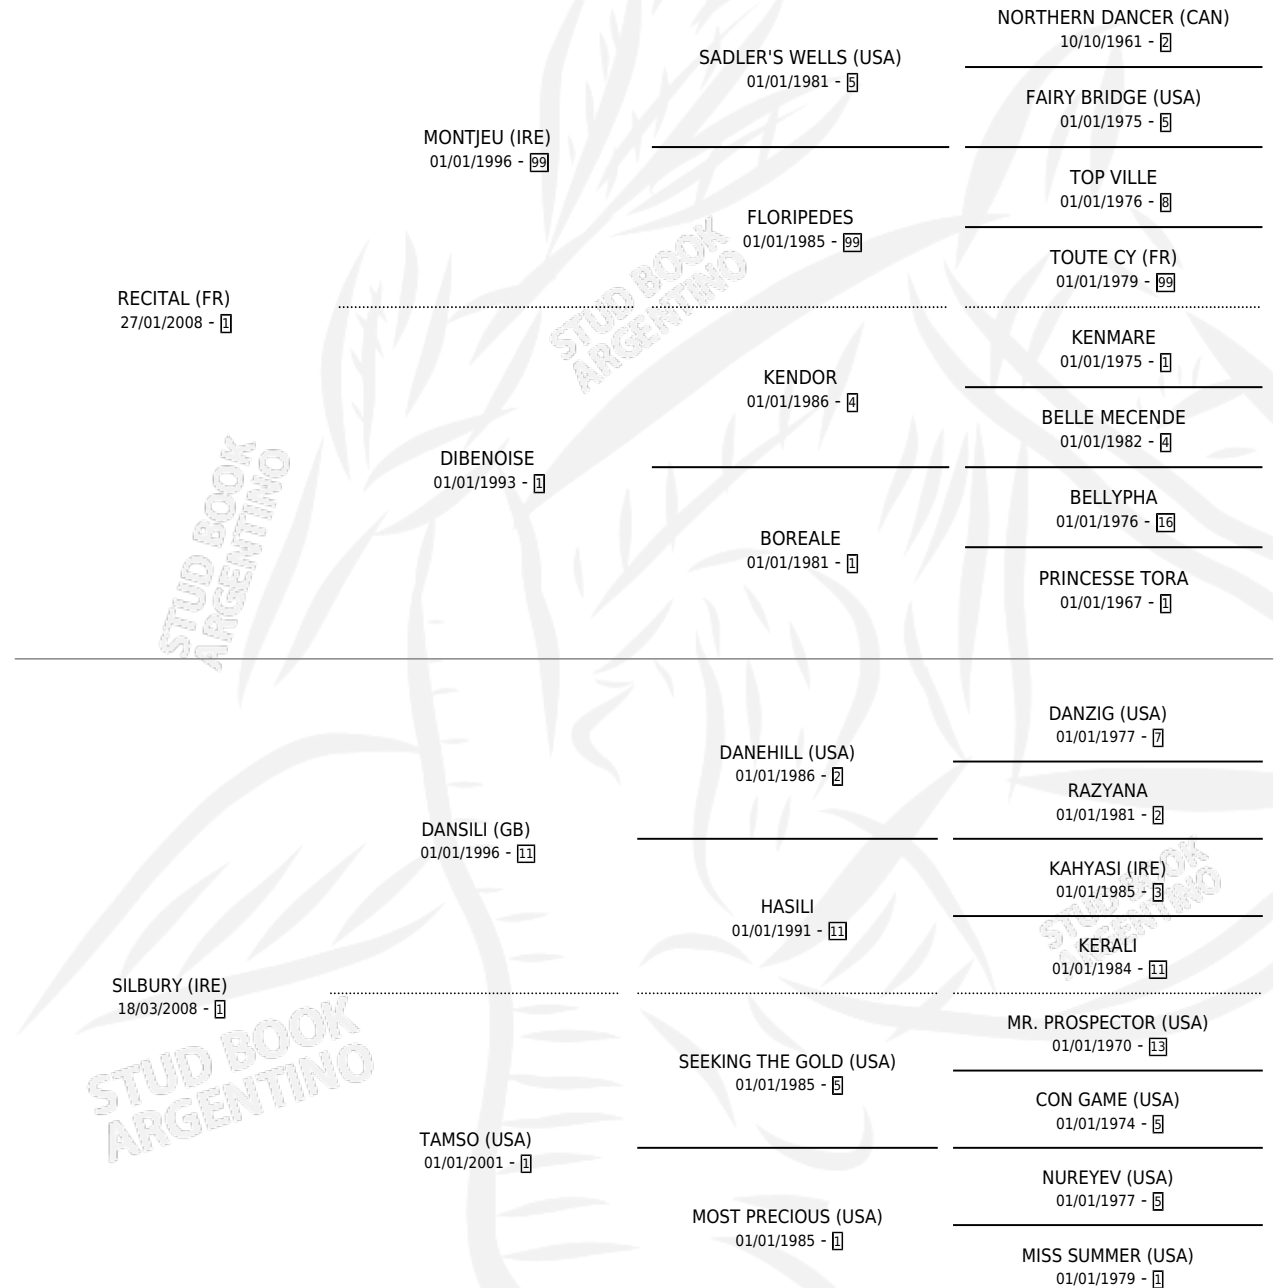 NORTHERN DANCER (CAN)
10/10/1961 - 2
SADLER'S WELLS (USA)
01/01/1981 - 5
FAIRY BRIDGE (USA)
01/01/1975 - 5
MONTJEU (IRE)
01/01/1996 - 99
TOP VILLE
01/01/1976 - 8
FLORIPEDES
01/01/1985 - 99
TOUTE CY (FR)
01/01/1979 - 99
RECITAL (FR)
27/01/2008 - 1
KENMARE
01/01/1975 - 1
KENDOR
01/01/1986 - 4
BELLE MECENDE
01/01/1982 - 4
DIBENOISE
01/01/1993 - 1
BELLYPHA
01/01/1976 - 16
BOREALE
01/01/1981 - 1
PRINCESSE TORA
01/01/1967 - 1
DANZIG (USA)
01/01/1977 - 7
DANEHILL (USA)
01/01/1986 - 2
RAZYANA
01/01/1981 - 2
DANSILI (GB)
01/01/1996 - 11
KAHYASI (IRE)
01/01/1985 - 3
HASILI
01/01/1991 - 11
KERALI
01/01/1984 - 11
SILBURY (IRE)
18/03/2008 - 1
MR. PROSPECTOR (USA)
01/01/1970 - 13
SEEKING THE GOLD (USA)
01/01/1985 - 5
CON GAME (USA)
01/01/1974 - 5
TAMSO (USA)
01/01/2001 - 1
NUREYEV (USA)
01/01/1977 - 5
MOST PRECIOUS (USA)
01/01/1985 - 1
MISS SUMMER (USA)
01/01/1979 - 1
STUD BOOK
ARGENTINO
STUD BOOK
ARGENTINO
STUD BOOK
ARGENTINO
STUD BOOK
ARGENTINO